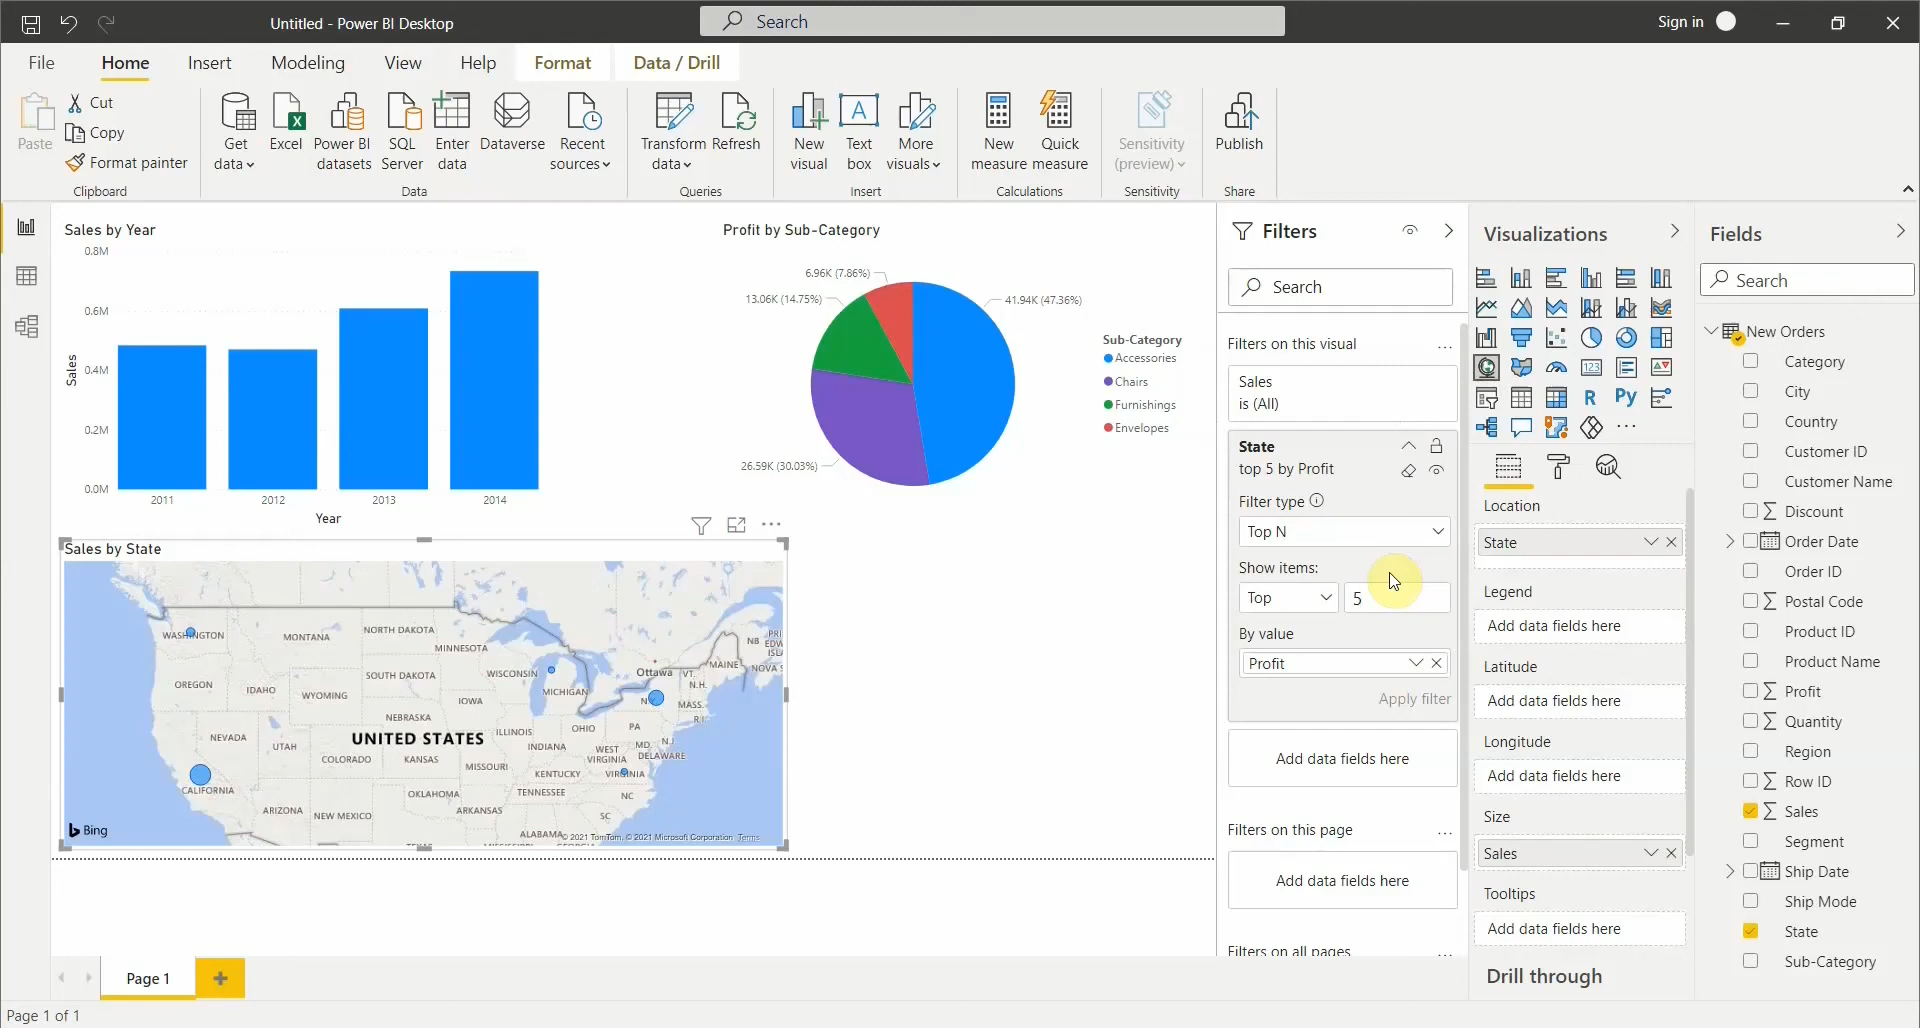 Untitled - Power BI Desktop
Search
Sign in
File
Home
Insert
Modeling
View
Help
Format
Data / Drill
Paste
Cut
Copy
Format painter
Clipboard
Get data
Excel
Power BI datasets
SQL Server
Enter data
Dataverse
Recent sources
Data
Transform data
Refresh
Queries
New visual
Text box
More visuals
Insert
New measure
Quick measure
Calculations
Sensitivity (preview)
Sensitivity
Publish
Share
Sales by Year
0.8M
0.6M
0.4M
0.2M
0.0M
Sales
2011
2012
2013
2014
Year
Profit by Sub-Category
6.96K (7.86%)
13.06K (14.75%)
41.94K (47.36%)
26.59K (30.03%)
Sub-Category
Accessories
Chairs
Furnishings
Envelopes
Sales by State
WASHINGTON
MONTANA
NORTH DAKOTA
MINNESOTA
OREGON
IDAHO
WYOMING
SOUTH DAKOTA
WISCONSIN
MICHIGAN
Ottawa
VT.
N.H.
MAINE
NB
NOVA
MASS.
R.I.
IOWA
NEBRASKA
NEVADA
UTAH
UNITED STATES
COLORADO
KANSAS
ILLINOIS
INDIANA
OHIO
PA
MD.
N.J.
DELAWARE
WEST VIRGINIA
VIRGINIA
MISSOURI
KENTUCKY
CALIFORNIA
ARIZONA
NEW MEXICO
OKLAHOMA
ARKANSAS
TENNESSEE
NC
SC
ALABAMA
Bing
© 2021 TomTom, © 2021 Microsoft Corporation Terms
Filters
Search
Filters on this visual
...
Sales
is (All)
State
top 5 by Profit
Filter type
Top N
Show items:
Top
5
By value
Profit
Apply filter
Add data fields here
Filters on this page
...
Add data fields here
Filters on all pages
...
Visualizations
123
R
Py
...
Location
State
Legend
Add data fields here
Latitude
Add data fields here
Longitude
Add data fields here
Size
Sales
Tooltips
Add data fields here
Drill through
Fields
Search
New Orders
Category
City
Country
Customer ID
Customer Name
Discount
Order Date
Order ID
Postal Code
Product ID
Product Name
Profit
Quantity
Region
Row ID
Sales
Segment
Ship Date
Ship Mode
State
Sub-Category
Page 1
Page 1 of 1